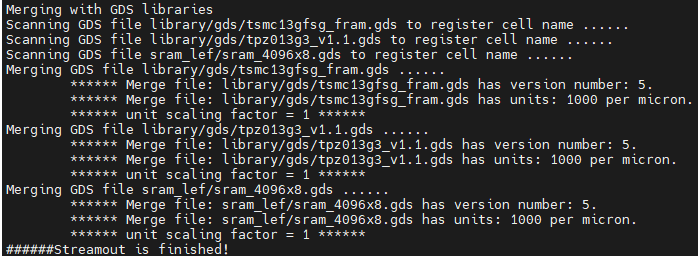 Merging with GDS libraries
Scanning GDS file library/gds/tsmc13gfsg_fram.gds to register cell name ......
Scanning GDS file library/gds/tpz013g3_v1.1.gds to register cell name ......
Scanning GDS file sram_lef/sram_4096x8.gds to register cell name ......
Merging GDS file library/gds/tsmc13gfsg_fram.gds ......
        ****** Merge file: library/gds/tsmc13gfsg_fram.gds has version number: 5.
        ****** Merge file: library/gds/tsmc13gfsg_fram.gds has units: 1000 per micron.
        ****** unit scaling factor = 1 ******
Merging GDS file library/gds/tpz013g3_v1.1.gds ......
        ****** Merge file: library/gds/tpz013g3_v1.1.gds has version number: 5.
        ****** Merge file: library/gds/tpz013g3_v1.1.gds has units: 1000 per micron.
        ****** unit scaling factor = 1 ******
Merging GDS file sram_lef/sram_4096x8.gds ......
        ****** Merge file: sram_lef/sram_4096x8.gds has version number: 5.
        ****** Merge file: sram_lef/sram_4096x8.gds has units: 1000 per micron.
        ****** unit scaling factor = 1 ******
######Streamout is finished!